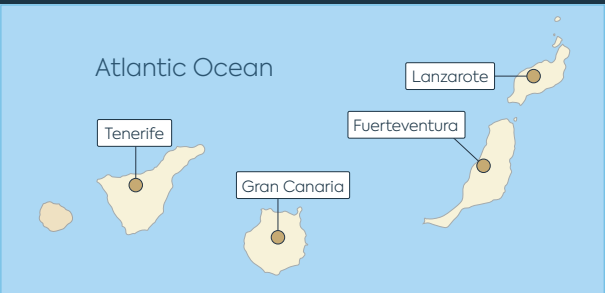 Atlantic Ocean
Lanzarote
Fuerteventura
Tenerife
Gran Canaria